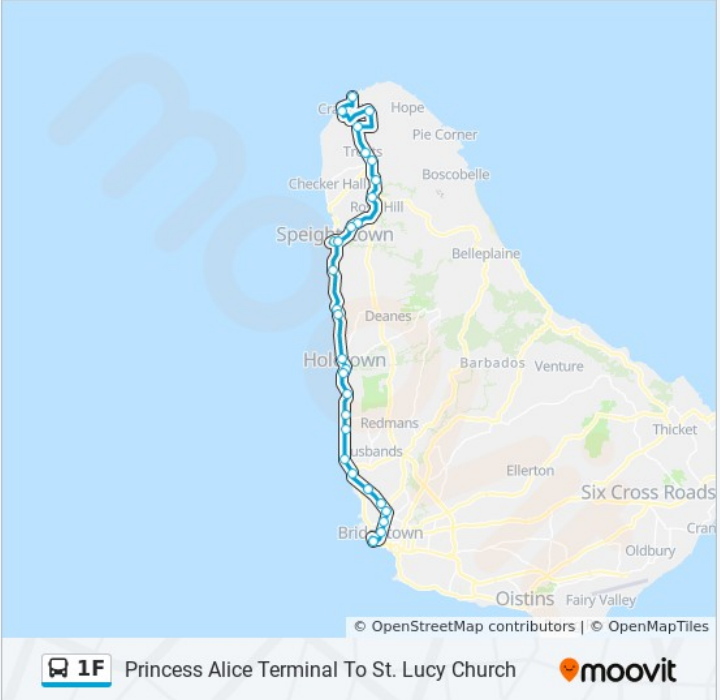 Hope
Pie Corner
Checker Hall
Boscobelle
Speightstown
Belleplaine
Deanes
Holetown
Barbados
Venture
Redmans
Thicket
Ellerton
Six Cross Roads
Bridgetown
Oldbury
Oistins
Fairy Valley
© OpenStreetMap contributors | © OpenMapTiles
1F Princess Alice Terminal To St. Lucy Church
moovit